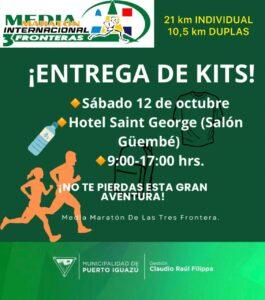 MEDIA
MARATÓN
INTERNACIONAL
3 FRONTERAS
21 km INDIVIDUAL
10,5 km DUPLAS
¡ENTREGA DE KITS!
Sábado 12 de octubre
Hotel Saint George (Salón
Güembé)
9:00-17:00 hrs.
¡NO TE PIERDAS ESTA GRAN
AVENTURA!
Media Maratón De Las Tres Frontera.
MUNICIPALIDAD DE
PUERTO IGUAZÚ
Gestión
Claudio Raúl Filippa